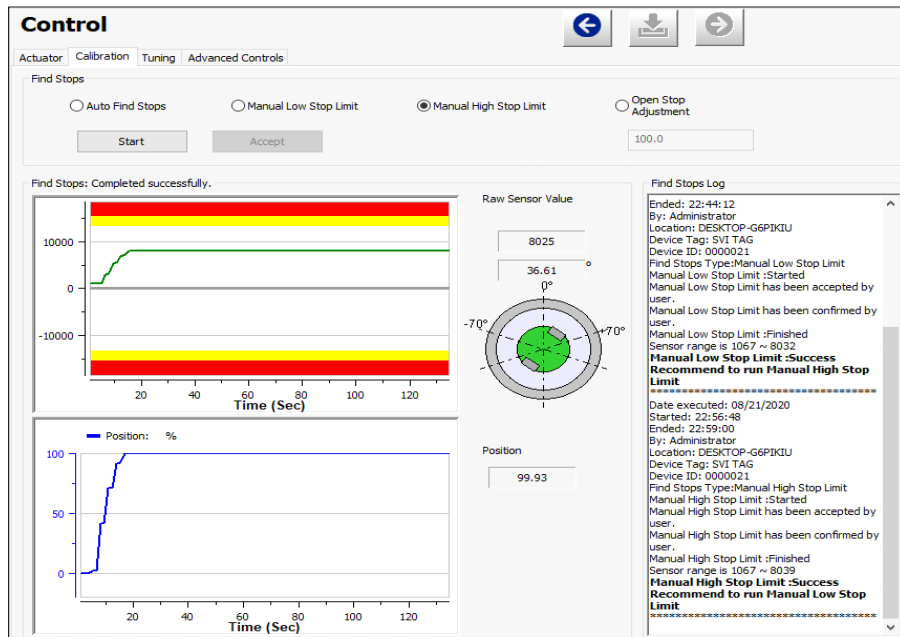 Control
Actuator Calibration Tuning Advanced Controls
Find Stops
Auto Find Stops Manual Low Stop Limit Manual High Stop Limit Open Stop
Adjustment
Start Accept 100.0
Find Stops: Completed successfully.
10000
0
-10000
20 40 60 80 100 120
Time (Sec)
Position: %
100
50
0
20 40 60 80 100 120
Time (Sec)
Raw Sensor Value
8025
36.61 °
0°
-70° +70°
Position
99.93
Find Stops Log
Ended: 22:44:12
By: Administrator
Location: DESKTOP-G6PIKIU
Device Tag: SVI TAG
Device ID: 0000021
Find Stops Type:Manual Low Stop Limit
Manual Low Stop Limit :Started
Manual Low Stop Limit has been accepted by
user.
Manual Low Stop Limit has been confirmed by
user.
Manual Low Stop Limit :Finished
Sensor range is 1067 ~ 8032
Manual Low Stop Limit :Success
Recommend to run Manual High Stop
Limit
************************************
Date executed: 08/21/2020
Started: 22:56:48
Ended: 22:59:00
By: Administrator
Location: DESKTOP-G6PIKIU
Device Tag: SVI TAG
Device ID: 0000021
Find Stops Type:Manual High Stop Limit
Manual High Stop Limit :Started
Manual High Stop Limit has been accepted by
user.
Manual High Stop Limit has been confirmed by
user.
Manual High Stop Limit :Finished
Sensor range is 1067 ~ 8039
Manual High Stop Limit :Success
Recommend to run Manual Low Stop
Limit
************************************